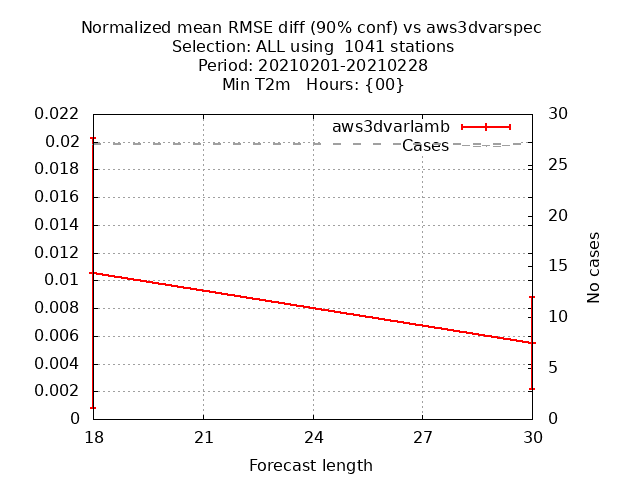 Normalized mean RMSE diff (90% conf) vs aws3dvarspec
Selection: ALL using  1041 stations
Period: 20210201-20210228
Min T2m   Hours: {00}
aws3dvarlamb
Cases
0.022
0.02
0.018
0.016
0.014
0.012
0.01
0.008
0.006
0.004
0.002
0
30
25
20
15
10
5
0
No cases
18 21 24 27 30
Forecast length